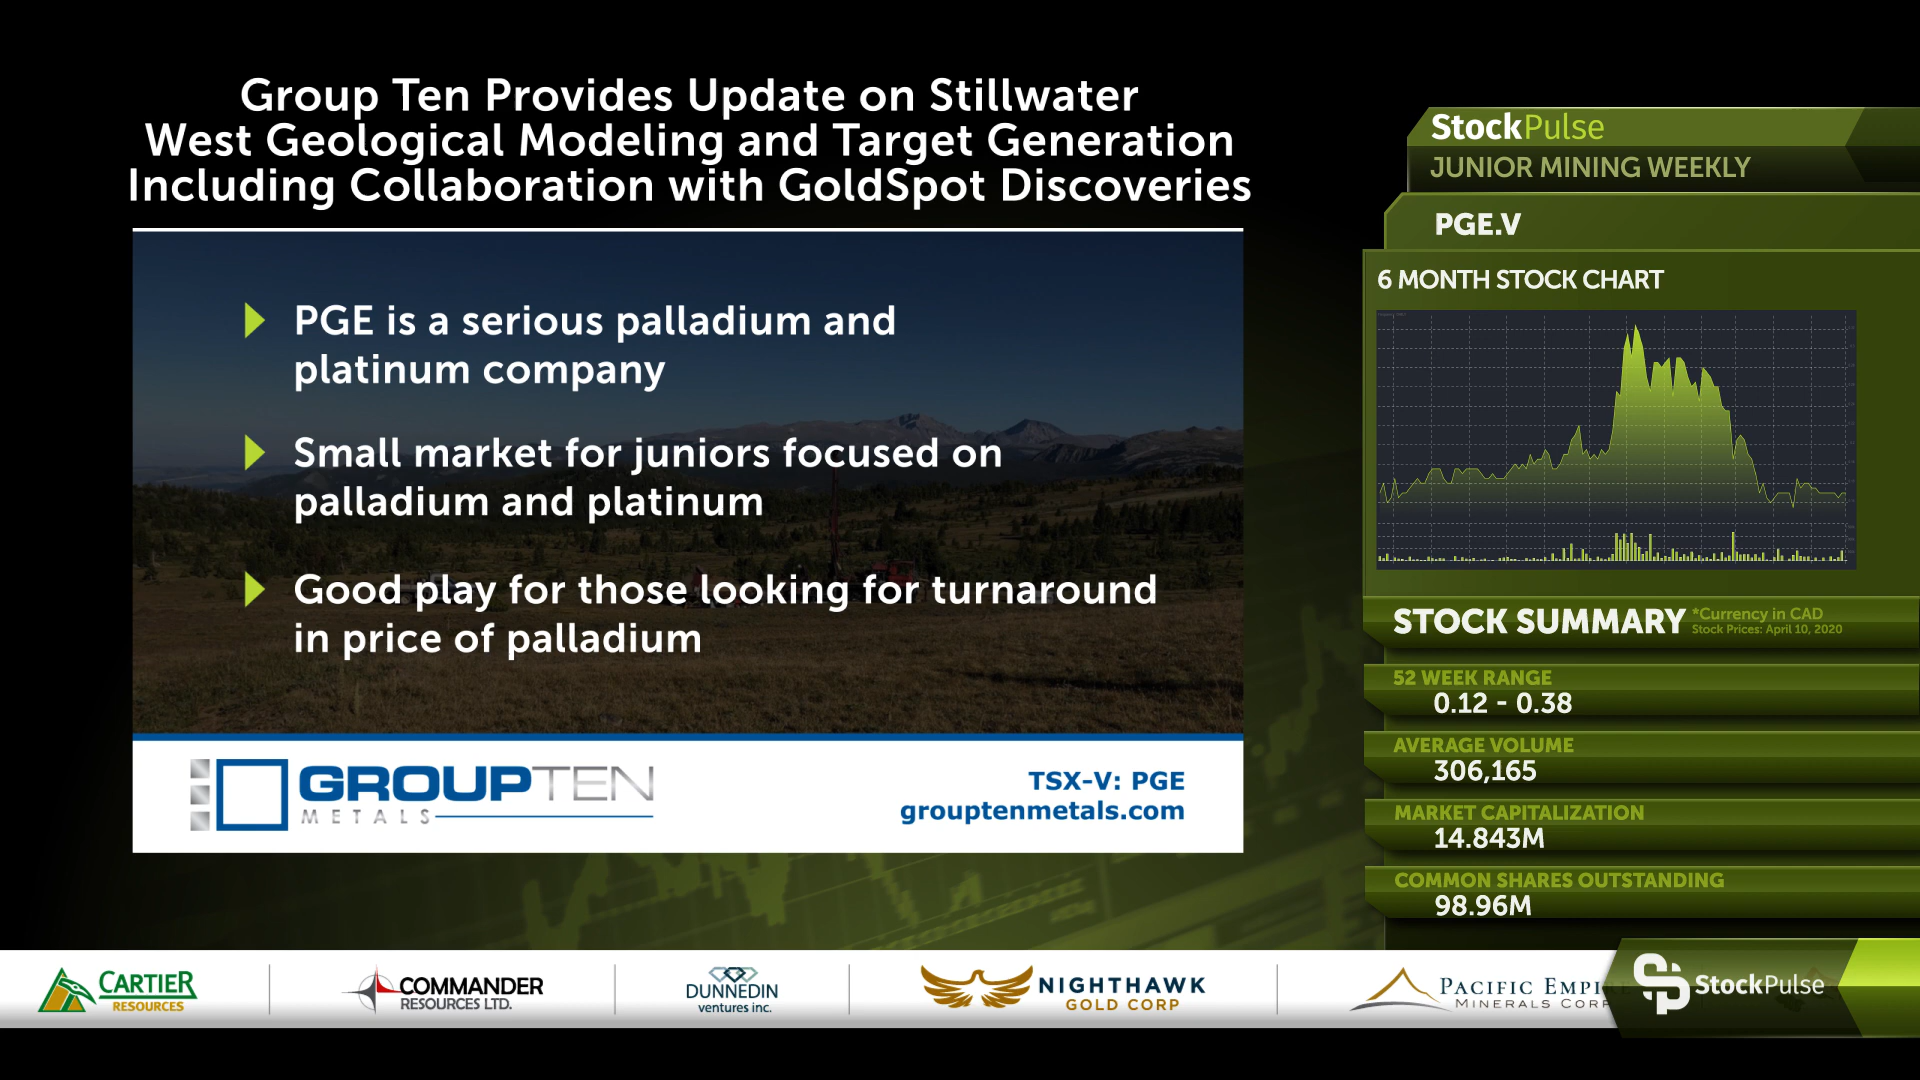 Group Ten Provides Update on Stillwater
West Geological Modeling and Target Generation
Including Collaboration with GoldSpot Discoveries
PGE is a serious palladium and
platinum company
Small market for juniors focused on
palladium and platinum
Good play for those looking for turnaround
in price of palladium
GROUPTEN
METALS
TSX-V: PGE
grouptenmetals.com
StockPulse
JUNIOR MINING WEEKLY
PGE.V
6 MONTH STOCK CHART
STOCK SUMMARY
*Currency in CAD
Stock Prices: April 10, 2020
52 WEEK RANGE
0.12 - 0.38
AVERAGE VOLUME
306,165
MARKET CAPITALIZATION
14.843M
COMMON SHARES OUTSTANDING
98.96M
CARTIER
RESOURCES
COMMANDER
RESOURCES LTD.
DUNNEDIN
ventures inc.
NIGHTHAWK
GOLD CORP
PACIFIC EMPIRE
MINERALS CORP
StockPulse